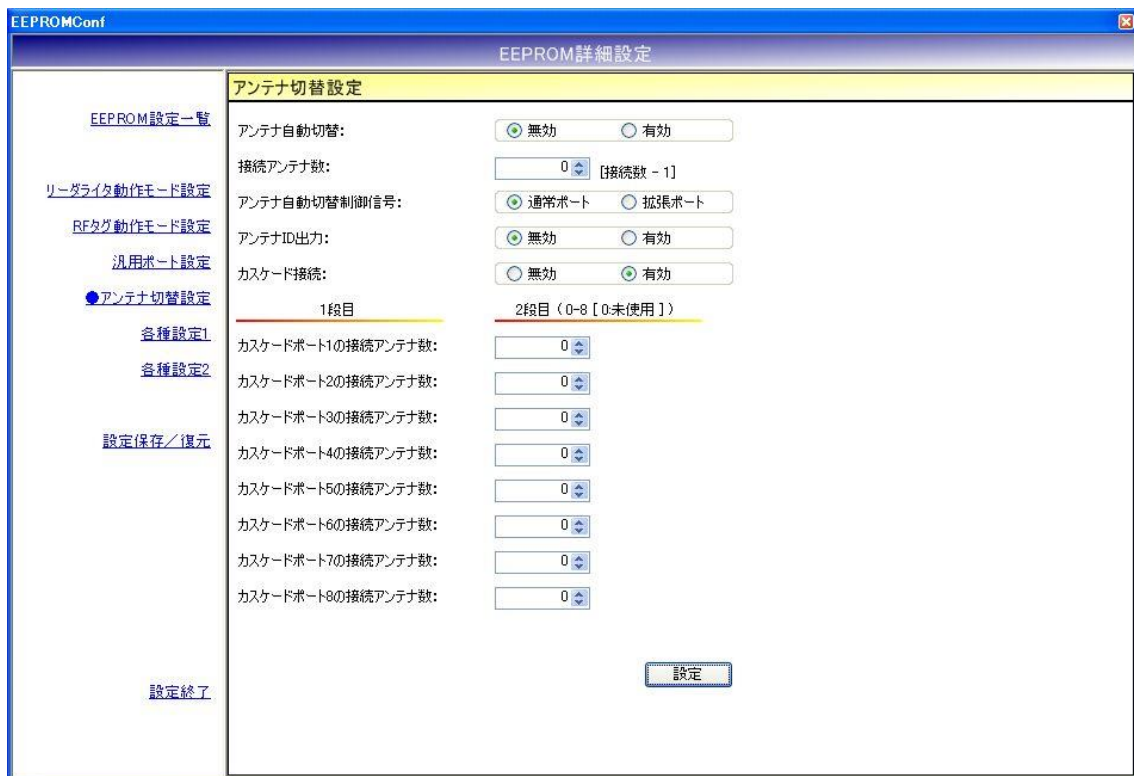 EEPROMConf
EEPROM詳細設定
EEPROM設定一覧
リーダライタ動作モード設定
RFタグ動作モード設定
汎用ポート設定
●アンテナ切替設定
各種設定1
各種設定2
設定保存／復元
設定終了
アンテナ切替設定
アンテナ自動切替: 無効 有効
接続アンテナ数: 0 [接続数 - 1]
アンテナ自動切替制御信号: 通常ポート 拡張ポート
アンテナID出力: 無効 有効
カスケード接続: 無効 有効
1段目 2段目（0-8 [ 0:未使用 ]）
カスケードポート1の接続アンテナ数: 0
カスケードポート2の接続アンテナ数: 0
カスケードポート3の接続アンテナ数: 0
カスケードポート4の接続アンテナ数: 0
カスケードポート5の接続アンテナ数: 0
カスケードポート6の接続アンテナ数: 0
カスケードポート7の接続アンテナ数: 0
カスケードポート8の接続アンテナ数: 0
設定